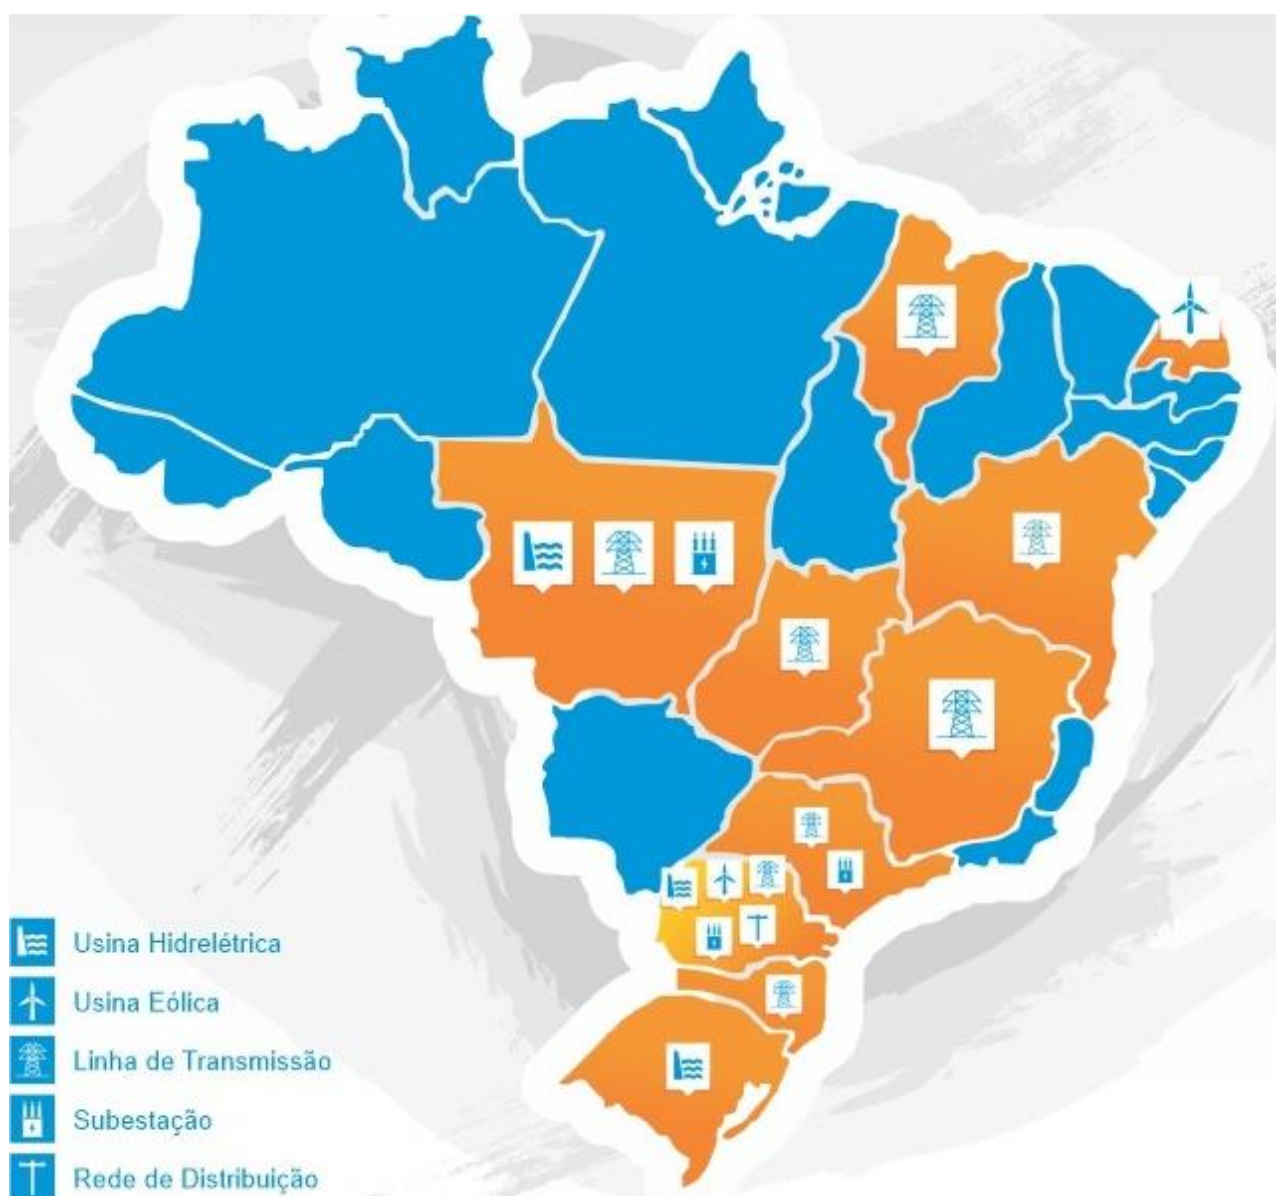 Usina Hidrelétrica
Usina Eólica
Linha de Transmissão
Subestação
Rede de Distribuição